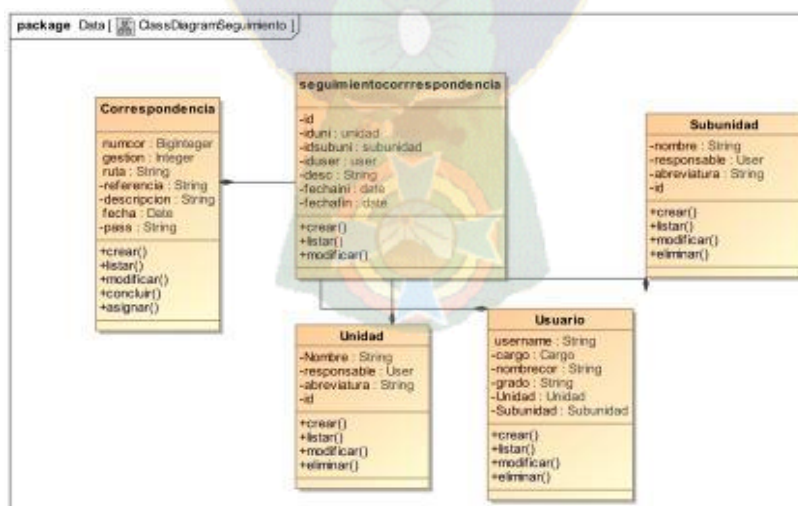 package Data [ ClassDiagramSeguimiento ]
Correspondencia
numcor : BigInteger
gestion : Integer
ruta : String
-referencia : String
-descripcion : String
fecha : Date
-pass : String
+crear()
+listar()
+modificar()
+concluir()
+asignar()
seguimientocorrrespondencia
-id
-iduni : unidad
-idsubuni : subunidad
-iduser : user
-desc : String
-fechaini : date
-fechafin : date
+crear()
+listar()
+modificar()
Subunidad
-nombre : String
-responsable : User
-abreviatura : String
-id
+crear()
+listar()
+modificar()
+eliminar()
Unidad
-Nombre : String
-responsable : User
-abreviatura : String
-id
+crear()
+listar()
+modificar()
+eliminar()
Usuario
username : String
-cargo : Cargo
-nombrecor : String
-grado : String
-Unidad : Unidad
-Subunidad : Subunidad
+crear()
+listar()
+modificar()
+eliminar()